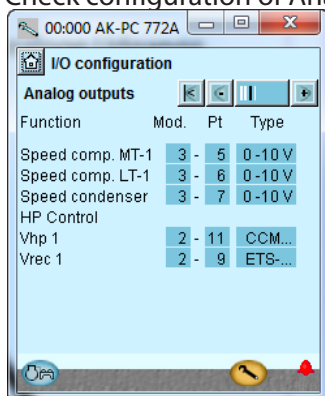 Check configuration of Ana
00:000 AK-PC 772A
I/O configuration
Analog outputs
Function Mod. Pt Type
Speed comp. MT-1 3 - 5 0 -10 V
Speed comp. LT-1 3 - 6 0 -10 V
Speed condenser 3 - 7 0 -10 V
HP Control
Vhp 1 2 - 11 CCM...
Vrec 1 2 - 9 ETS-...